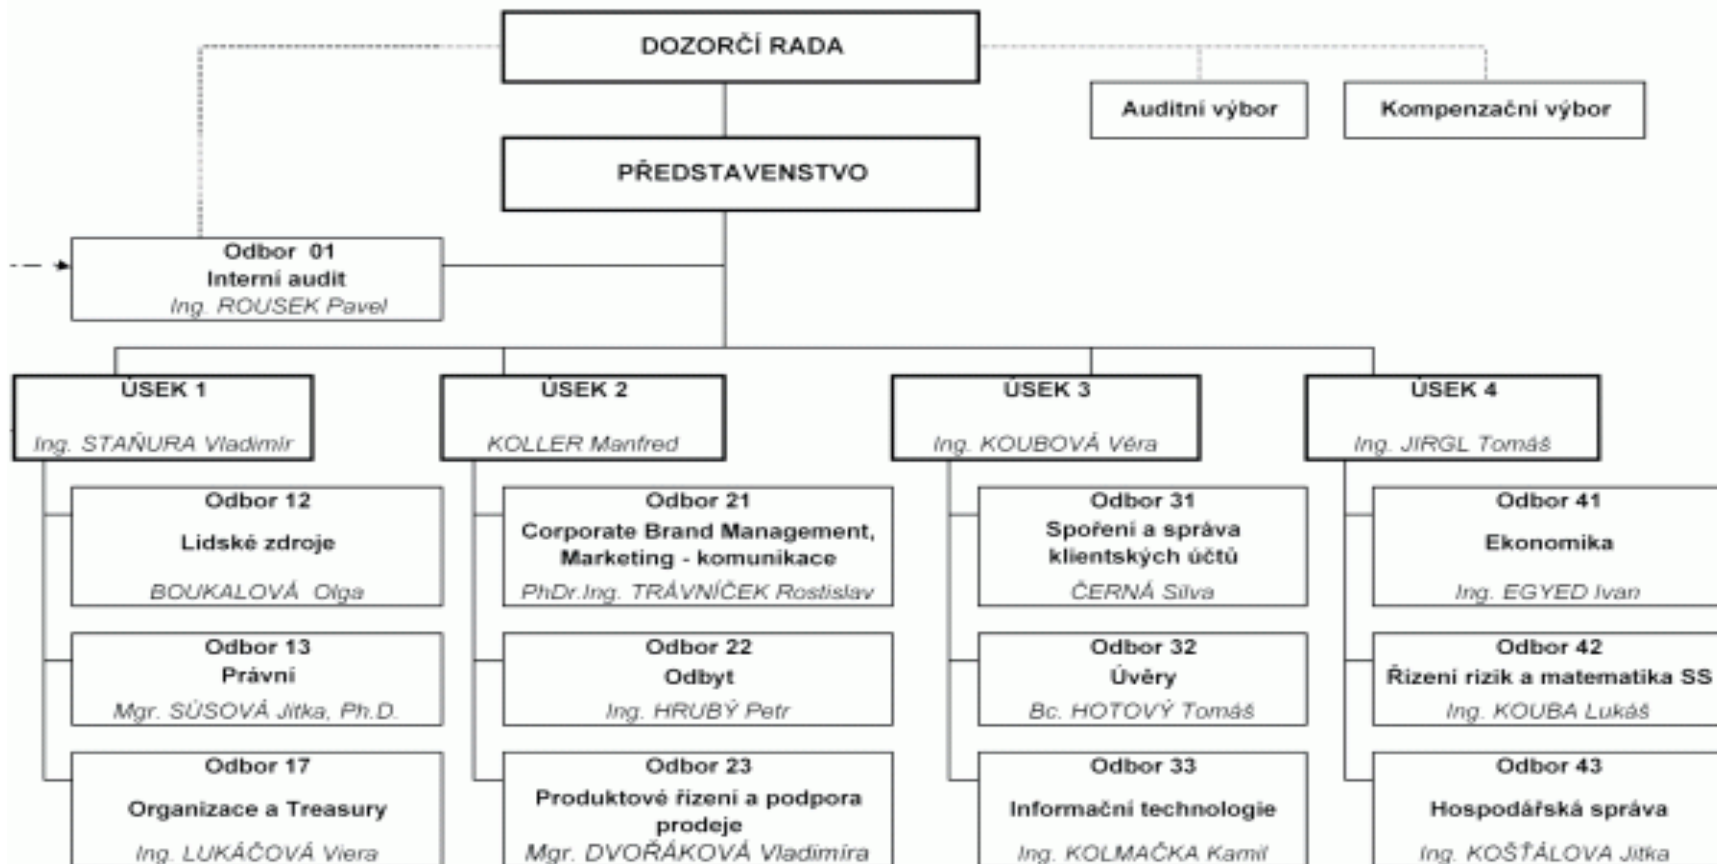 DOZORČÍ RADA
Auditní výbor
Kompenzační výbor
PŘEDSTAVENSTVO
Odbor 01
Interní audit
Ing. ROUSEK Pavel
ÚSEK 1
Ing. STAŇURA Vladimír
ÚSEK 2
KOLLER Manfred
ÚSEK 3
Ing. KOUBOVÁ Věra
ÚSEK 4
Ing. JIRGL Tomáš
Odbor 12
Lidské zdroje
BOUKALOVÁ Olga
Odbor 21
Corporate Brand Management,
Marketing - komunikace
PhDr.Ing. TRÁVNÍČEK Rostislav
Odbor 31
Spoření a správa
klientských účtů
ČERNÁ Silva
Odbor 41
Ekonomika
Ing. EGYED Ivan
Odbor 13
Právní
Mgr. SÚSOVÁ Jitka, Ph.D.
Odbor 22
Odbyt
Ing. HRUBÝ Petr
Odbor 32
Úvěry
Bc. HOTOVÝ Tomáš
Odbor 42
Řízení rizik a matematika SS
Ing. KOUBA Lukáš
Odbor 17
Organizace a Treasury
Ing. LUKÁČOVÁ Viera
Odbor 23
Produktové řízení a podpora
prodeje
Mgr. DVOŘÁKOVÁ Vladimíra
Odbor 33
Informační technologie
Ing. KOLMAČKA Kamil
Odbor 43
Hospodářská správa
Ing. KOŠŤÁLOVA Jitka